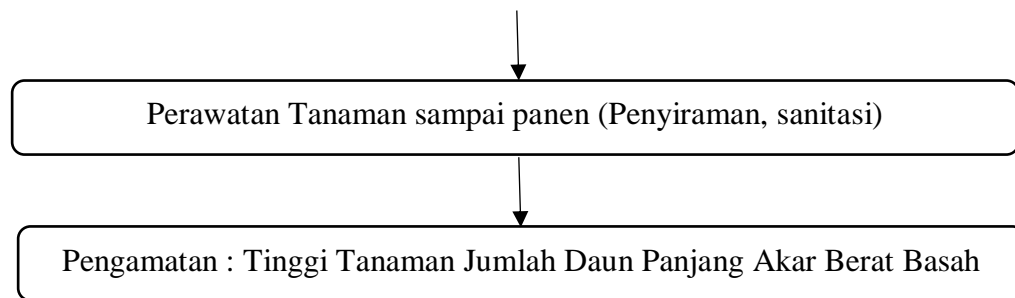 Perawatan Tanaman sampai panen (Penyiraman, sanitasi)
Pengamatan : Tinggi Tanaman Jumlah Daun Panjang Akar Berat Basah